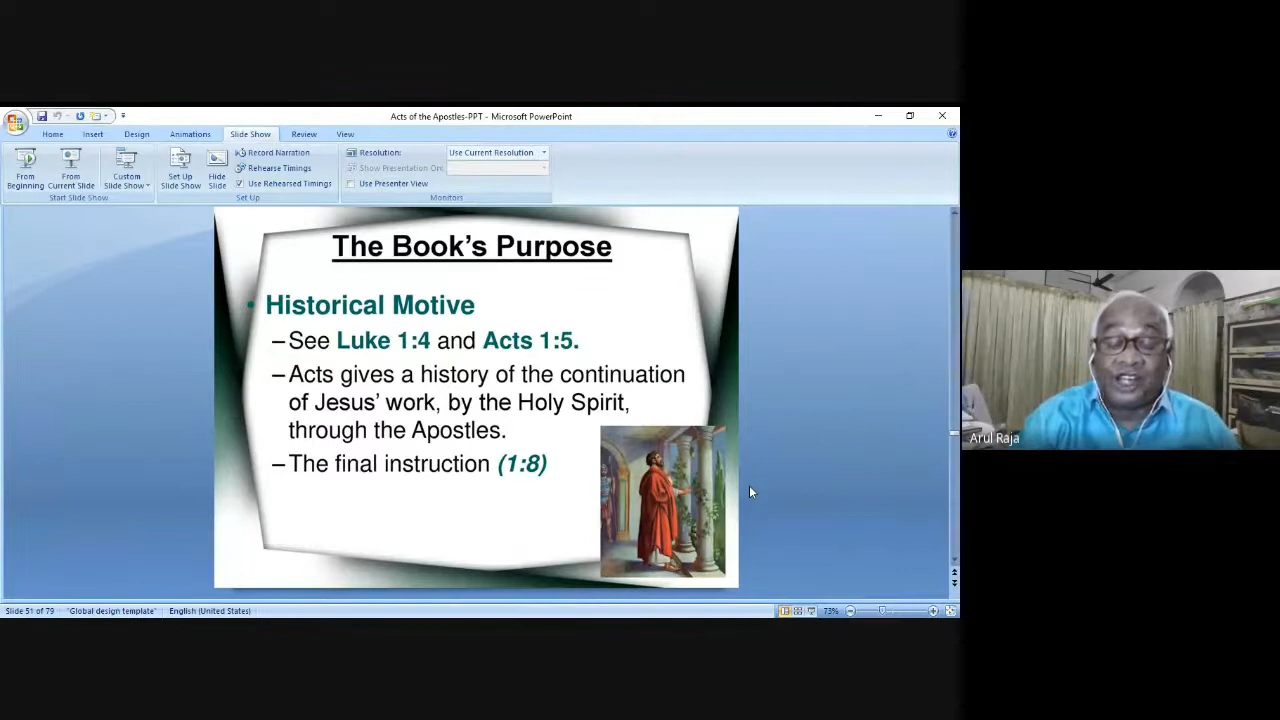 Acts of the Apostles-PPT - Microsoft PowerPoint
Home Insert Design Animations Slide Show Review View
From Beginning
From Current Slide
Custom Slide Show
Set Up Slide Show
Hide Slide
Record Narration
Rehearse Timings
Use Rehearsed Timings
Resolution: Use Current Resolution
Show Presentation On:
Use Presenter View
Start Slide Show Set Up Monitors
The Book's Purpose
• Historical Motive
–See Luke 1:4 and Acts 1:5.
–Acts gives a history of the continuation
of Jesus' work, by the Holy Spirit,
through the Apostles.
–The final instruction (1:8)
Arul Raja
Slide 51 of 79 "Global design template" English (United States) 73%